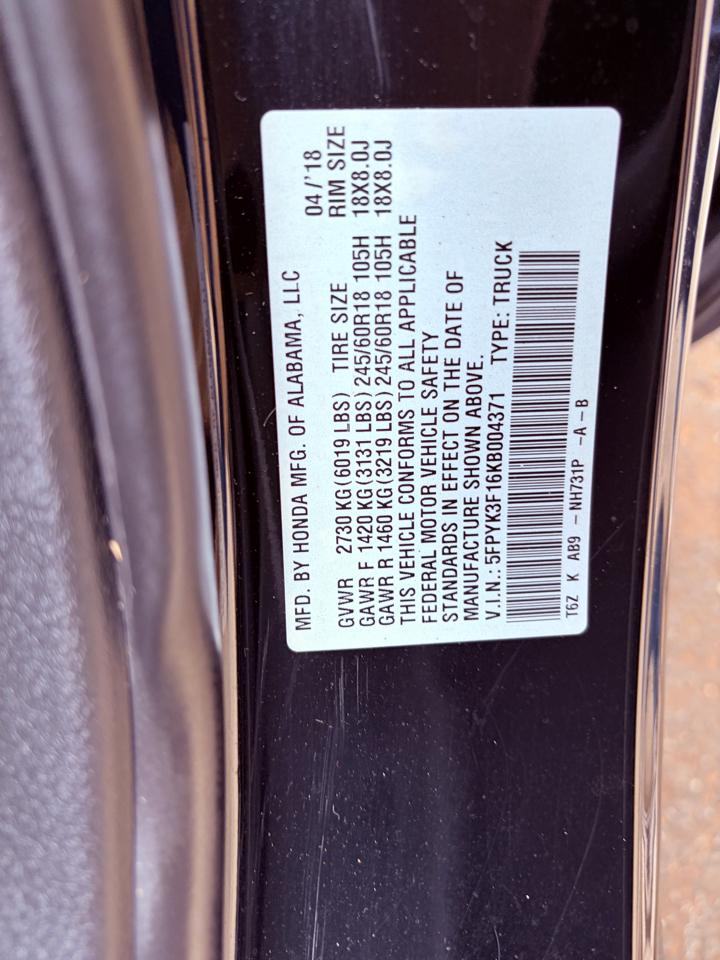 MFD. BY HONDA MFG. OF ALABAMA, LLC 04/'18
GVWR 2730 KG(6019 LBS) TIRE SIZE RIM SIZE
GAWR F 1420 KG(3131 LBS) 245/60R18 105H 18X8.0J
GAWR R 1460 KG(3219 LBS) 245/60R18 105H 18X8.0J
THIS VEHICLE CONFORMS TO ALL APPLICABLE
FEDERAL MOTOR VEHICLE SAFETY
STANDARDS IN EFFECT ON THE DATE OF
MANUFACTURE SHOWN ABOVE.
V.I.N.: 5FPYK3F16KB004371 TYPE: TRUCK
T6Z K AB9 - NH731P -A-B